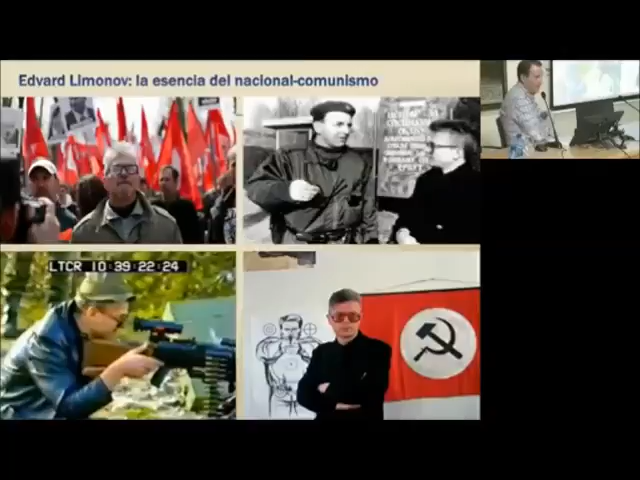 Edvard Limonov: la esencia del nacional-comunismo
LTCR 10:39:22:24